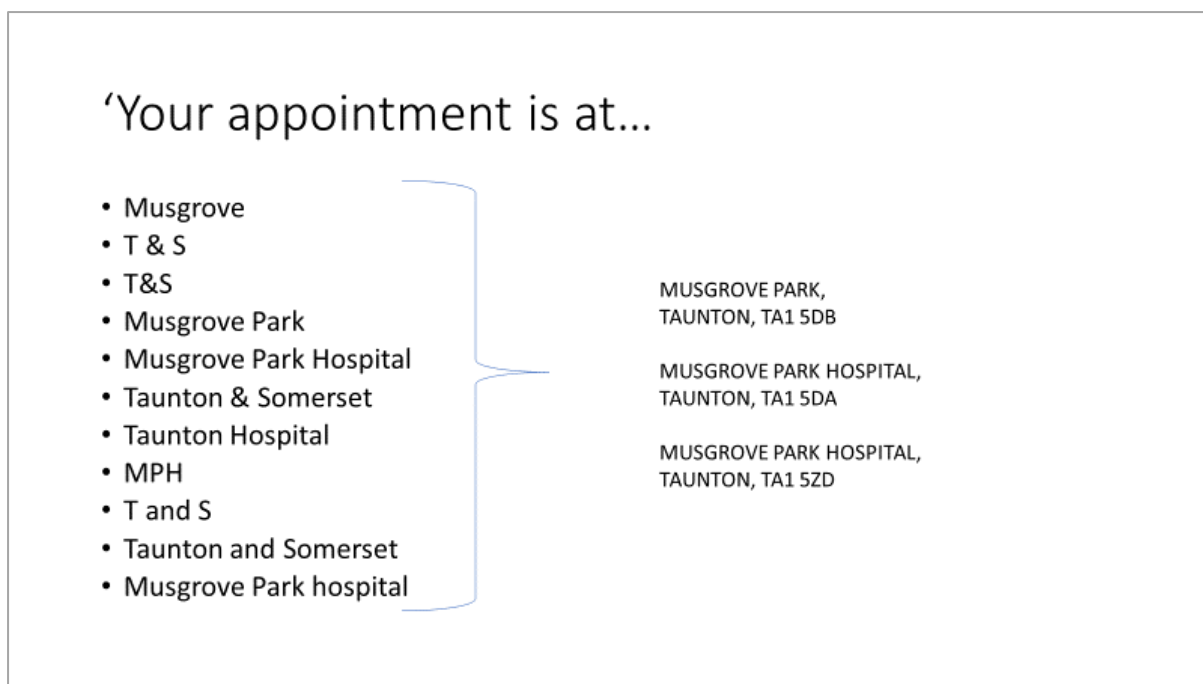 ‘Your appointment is at...
• Musgrove
• T & S
• T&S
• Musgrove Park
• Musgrove Park Hospital
• Taunton & Somerset
• Taunton Hospital
• MPH
• T and S
• Taunton and Somerset
• Musgrove Park hospital
MUSGROVE PARK,
TAUNTON, TA1 5DB
MUSGROVE PARK HOSPITAL,
TAUNTON, TA1 5DA
MUSGROVE PARK HOSPITAL,
TAUNTON, TA1 5ZD